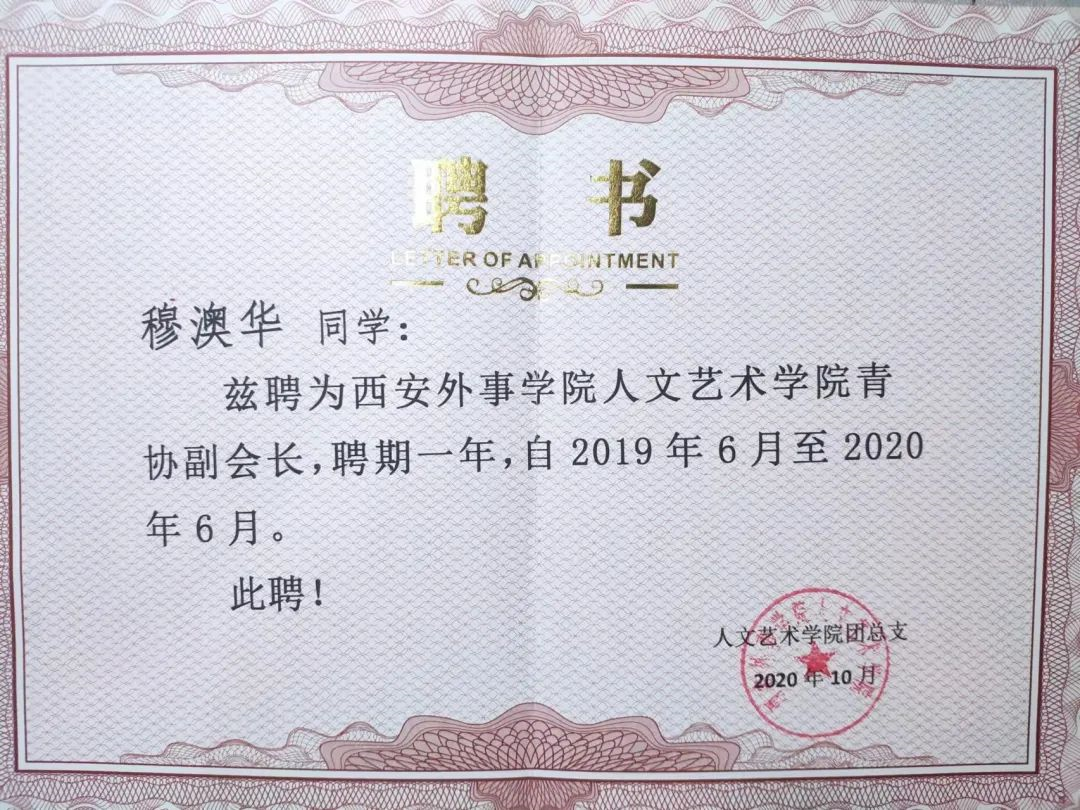 聘 书
LETTER OF APPOINTMENT
穆澳华 同学：
兹聘为西安外事学院人文艺术学院青
协副会长，聘期一年，自 2019 年 6 月至 2020
年 6 月。
此聘！
人文艺术学院团总支
2020 年 10 月